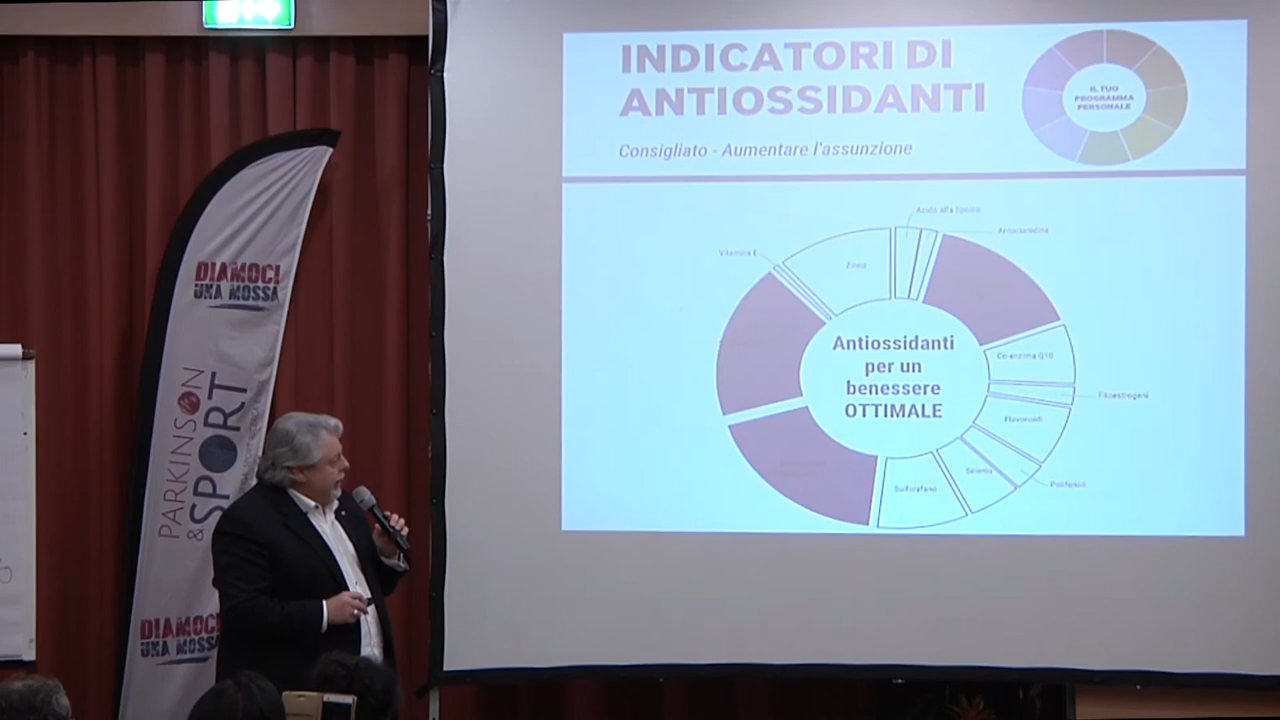 INDICATORI DI
ANTIOSSIDANTI
Consigliato - Aumentare l'assunzione
IL TUO
PROGRAMMA
PERSONALE
Acido alfa lipoico
Antocianidina
Vitamina E
Zinco
Co-enzima Q10
Fitoestrogeni
Flavonoidi
Polifenoli
Selenio
Sulforafano
Antiossidanti
per un
benessere
OTTIMALE
DIAMOCI
UNA MOSSA
PARKINSON
& SPORT
DIAMOCI
UNA MOSSA